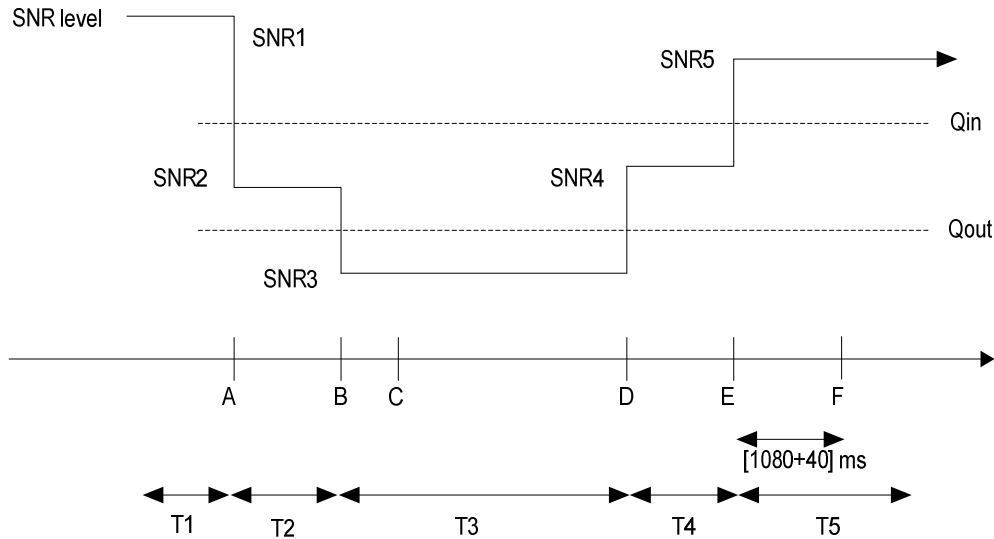 SNR level
SNR1
SNR5
Qin
SNR2
SNR4
Qout
SNR3
A
B
C
D
E
F
[1080+40] ms
T1
T2
T3
T4
T5